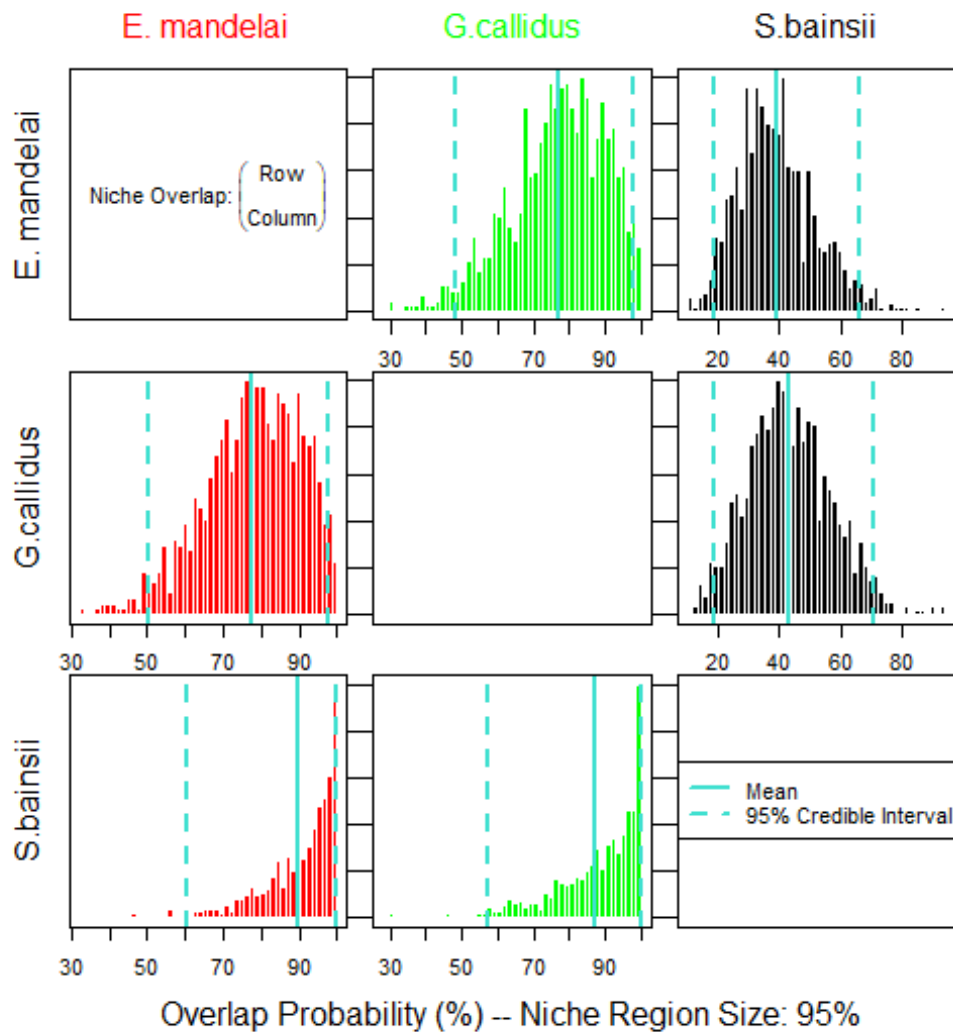 E. mandelai G.callidus S.bainsii
E. mandelai
Niche Overlap: (Row
Column)
30 50 70 90
20 40 60 80
G.callidus
30 50 70 90
20 40 60 80
S.bainsii
Mean
95% Credible Interval
30 50 70 90
30 50 70 90
Overlap Probability (%) -- Niche Region Size: 95%